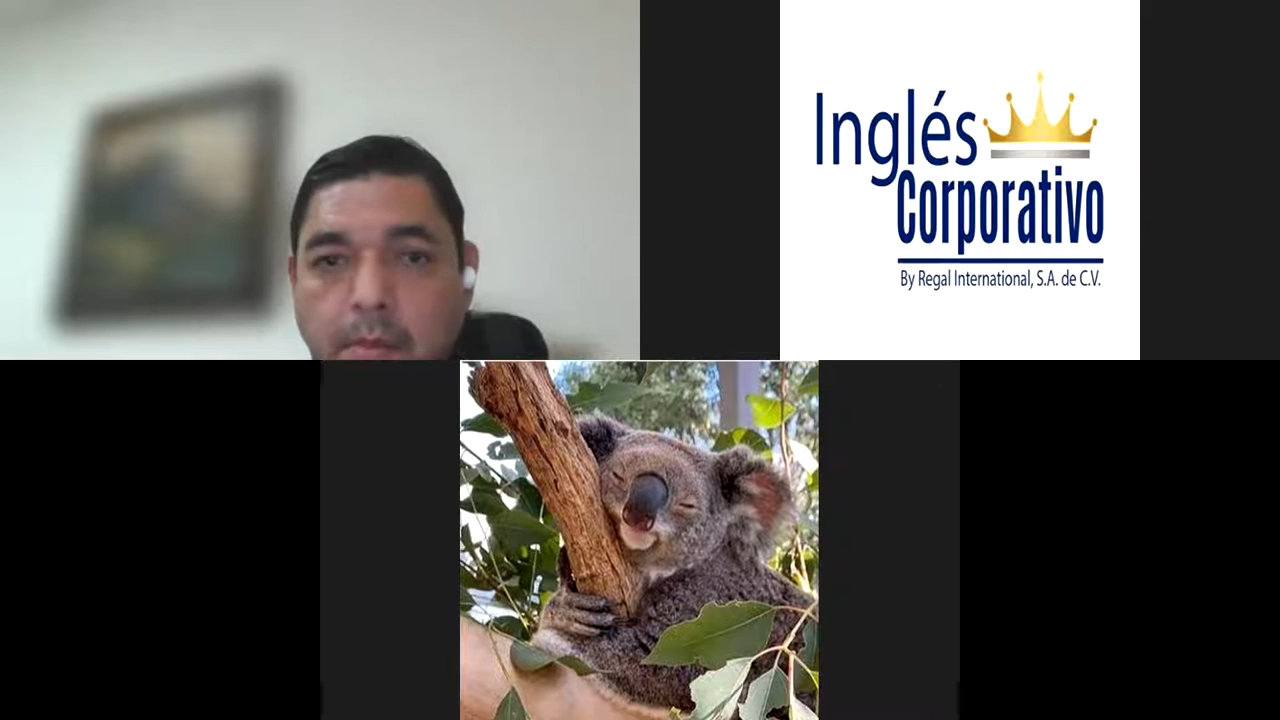 Inglés
Corporativo
By Regal International, S.A. de C.V.